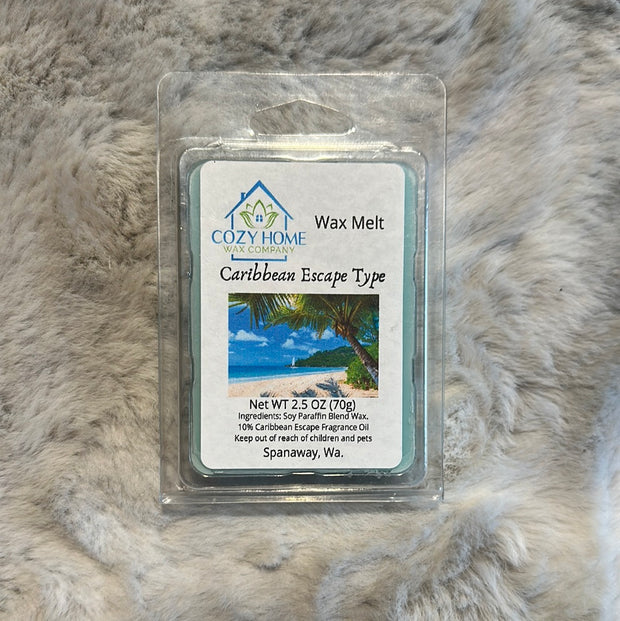 COZY HOME
WAX COMPANY
Wax Melt
Caribbean Escape Type
Net WT 2.5 OZ (70g)
Ingredients: Soy Paraffin Blend Wax.
10% Caribbean Escape Fragrance Oil
Keep out of reach of children and pets
Spanaway, Wa.